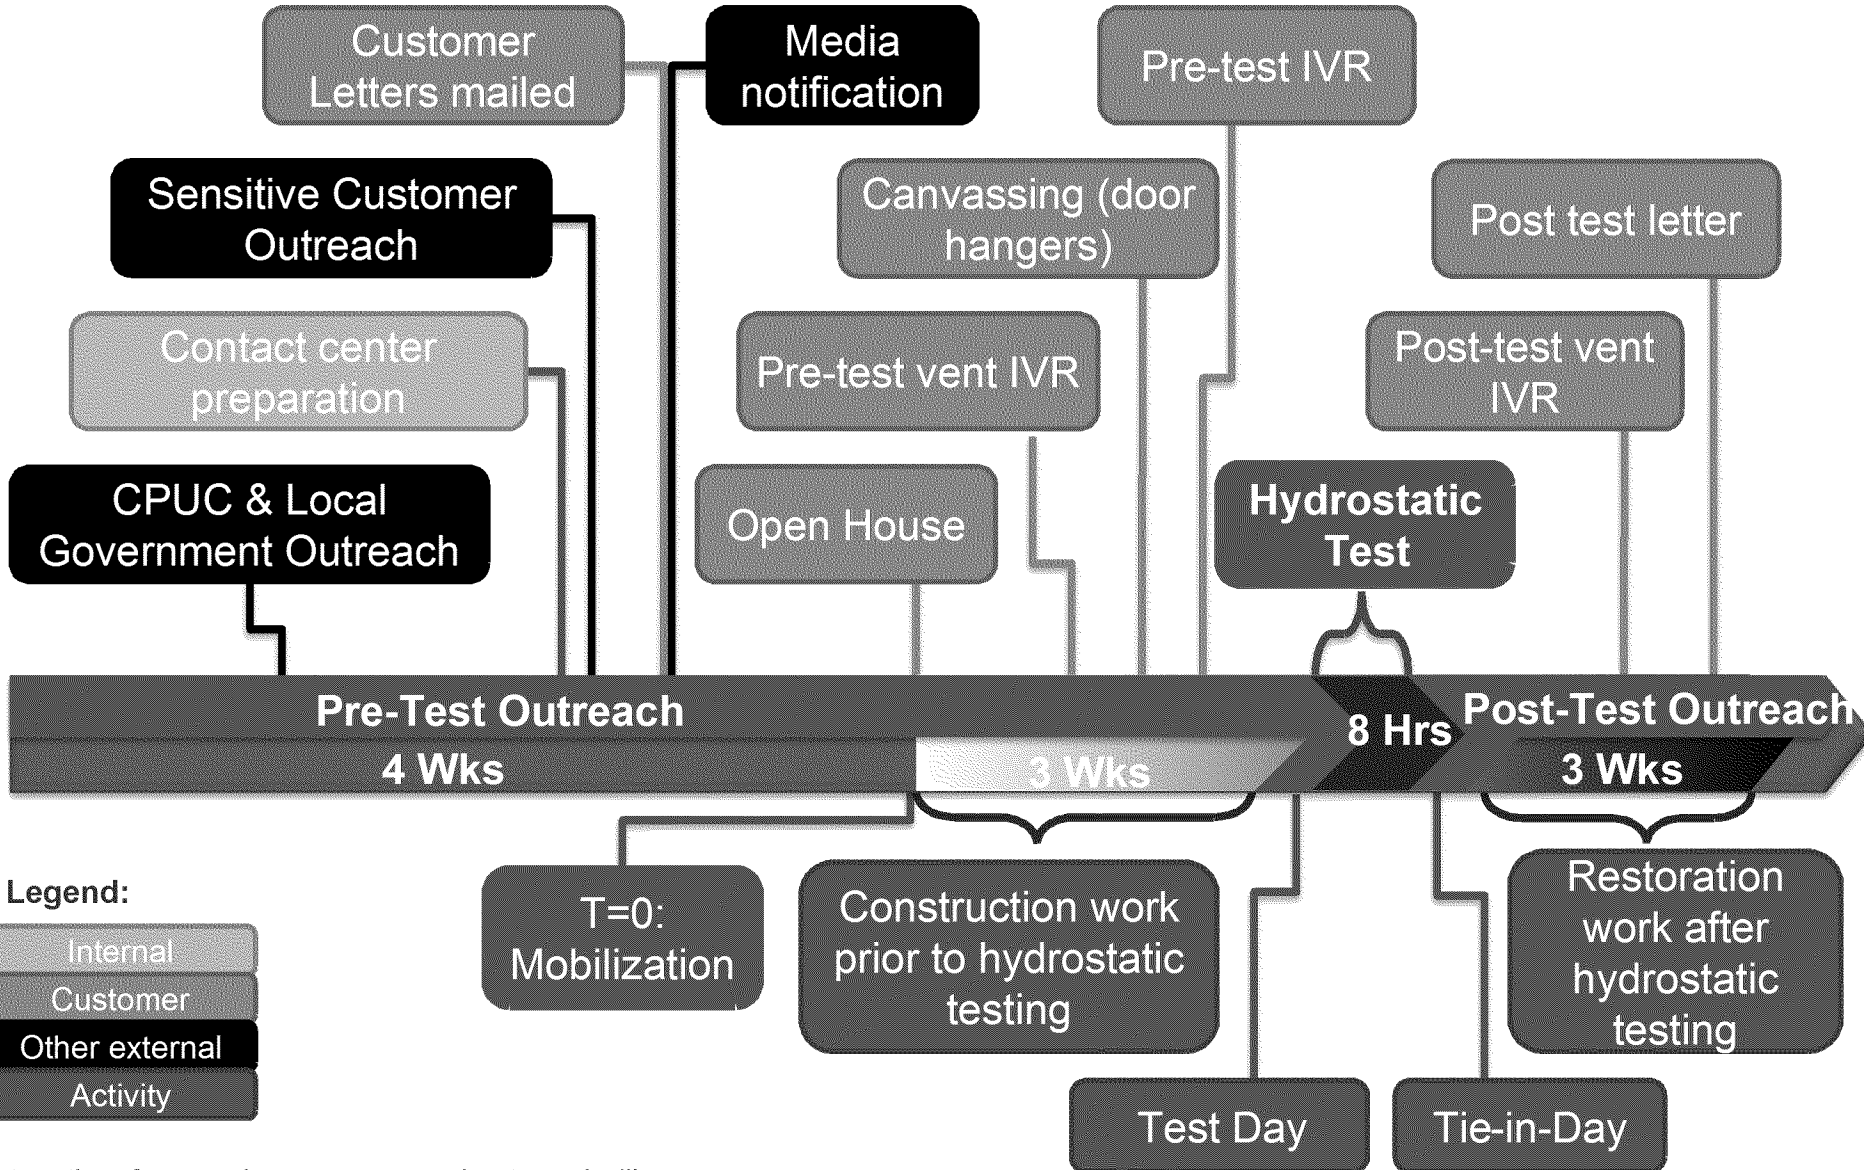 Customer
Letters mailed
Media
notification
Pre-test IVR
Sensitive Customer
Outreach
Canvassing (door
hangers)
Post test letter
Contact center
preparation
Pre-test vent IVR
Post-test vent
IVR
CPUC & Local
Government Outreach
Open House
Hydrostatic
Test
Pre-Test Outreach
8 Hrs
Post-Test Outreach
4 Wks
3 Wks
3 Wks
T=0:
Mobilization
Construction work
prior to hydrostatic
testing
Restoration
work after
hydrostatic
testing
Test Day
Tie-in-Day
Legend:
Internal
Customer
Other external
Activity